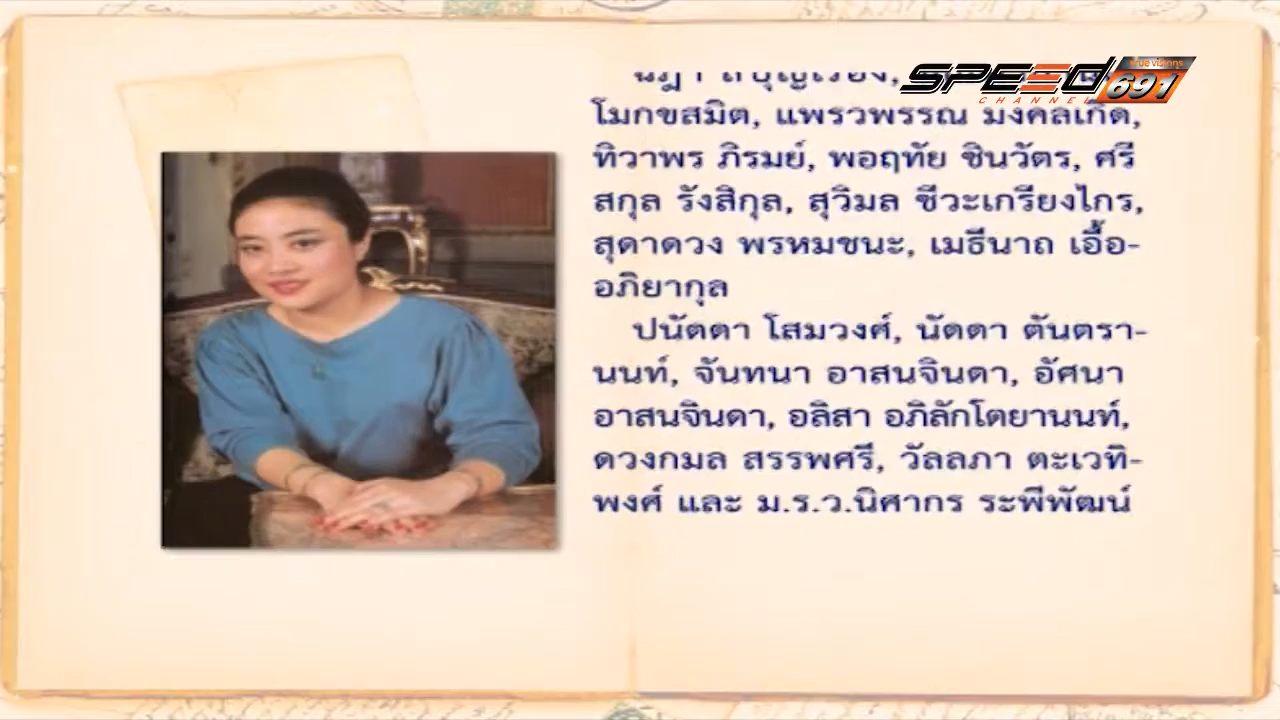 SPEED
CHANNEL
691
โมกขสมิต, แพรวพรรณ มงคลเกิด,
ทิวาพร ภิรมย์, พอฤทัย ชินวัตร, ศรี
สกุล รังสิกุล, สุวิมล ชีวะเกรียงไกร,
สุดาดวง พรหมชนะ, เมธีนาถ เอื้อ-
อภิยากุล
ปนัตดา โสมวงศ์, นัดดา ตันตรา-
นนท์, จันทนา อาสนจินดา, อัศนา
อาสนจินดา, อลิสา อภิลักโตยานนท์,
ดวงกมล สรรพศรี, วัลลภา ตะเวทิ-
พงศ์ และ ม.ร.ว.นิศากร ระพีพัฒน์